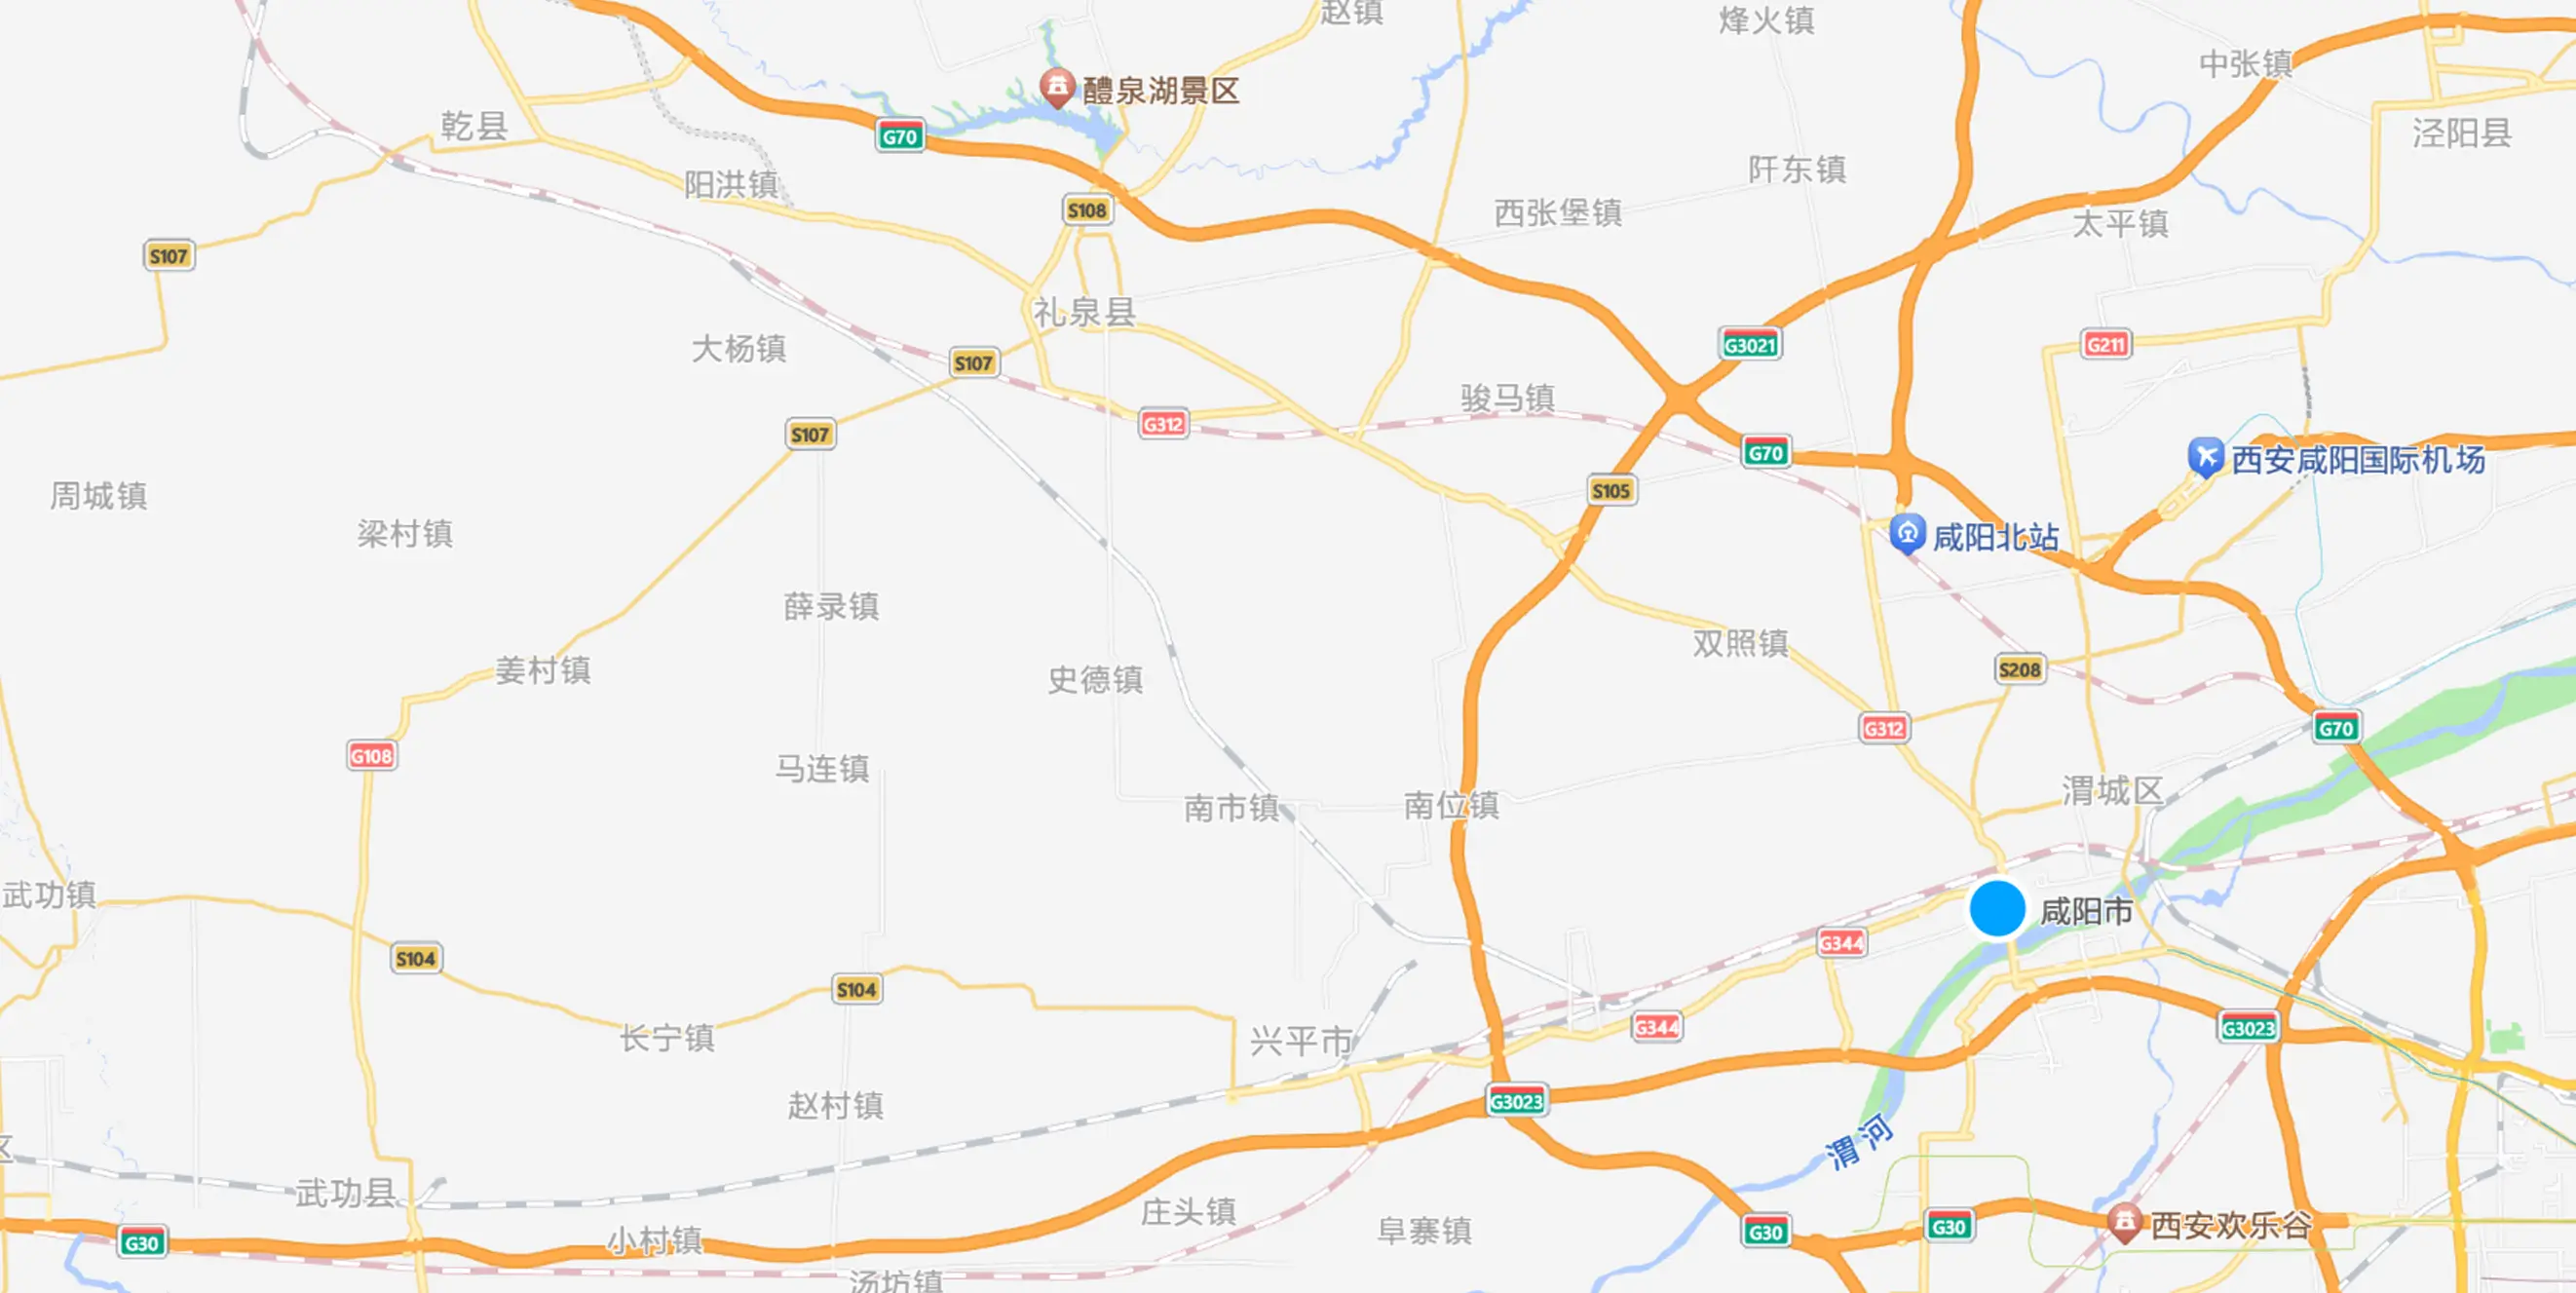 赵镇
烽火镇
中张镇
醴泉湖景区
乾县
G70
泾阳县
阡东镇
阳洪镇
S108
西张堡镇
太平镇
S107
礼泉县
大杨镇
S107
G3021
G211
骏马镇
G312
S107
G70
西安咸阳国际机场
周城镇
S105
梁村镇
咸阳北站
薛录镇
双照镇
姜村镇
史德镇
S208
G108
G312
G70
马连镇
渭城区
南市镇
南位镇
武功镇
咸阳市
S104
G344
S104
长宁镇
兴平市
G344
G3023
赵村镇
G3023
渭河
区
武功县
庄头镇
阜寨镇
G30
G30
西安欢乐谷
G30
小村镇
汤坊镇